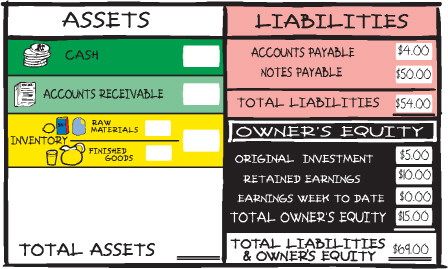 ASSETS
CASH
ACCOUNTS RECEIVABLE
INVENTORY
RAW
MATERIALS
FINISHED
GOODS
TOTAL ASSETS
LIABILITIES
ACCOUNTS PAYABLE $4.00
NOTES PAYABLE $50.00
TOTAL LIABILITIES $54.00
OWNER'S EQUITY
ORIGINAL INVESTMENT $5.00
RETAINED EARNINGS $10.00
EARNINGS WEEK TO DATE $0.00
TOTAL OWNER'S EQUITY $15.00
TOTAL LIABILITIES
& OWNER'S EQUITY $69.00